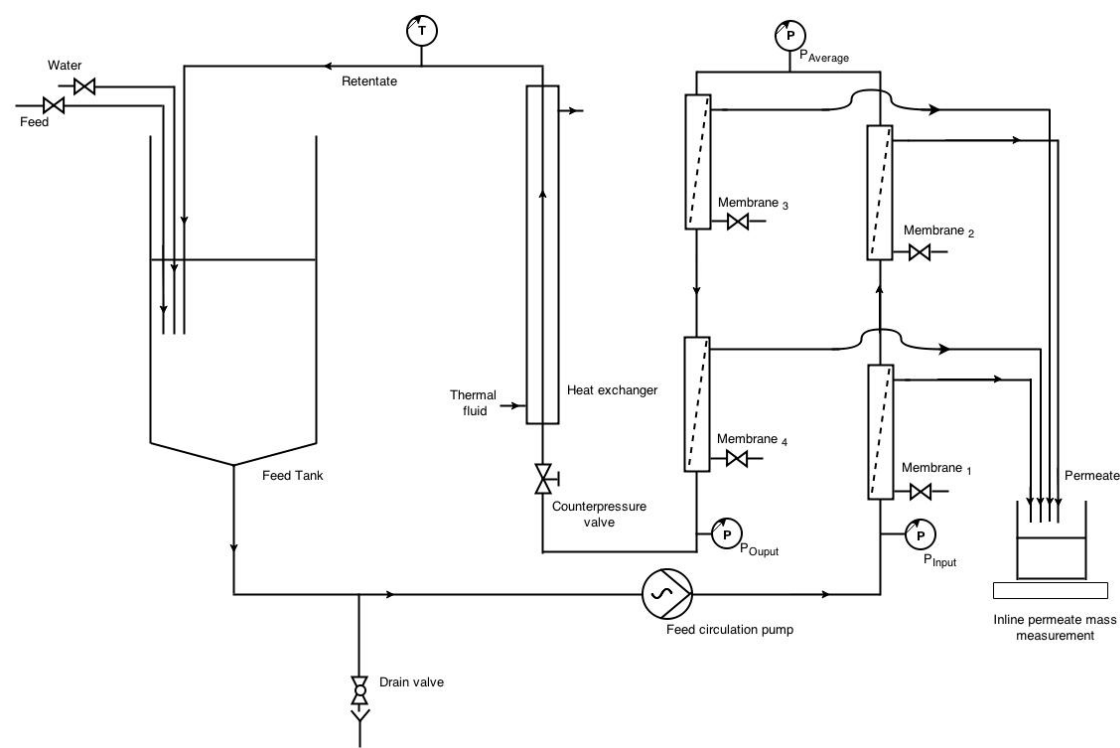 T
P
P Average
Water
Retentate
Feed
Membrane 3
Membrane 2
Thermal
fluid
Heat exchanger
Membrane 4
Membrane 1
Feed Tank
Permeate
Counterpressure
valve
P
P Ouput
P
P Input
Feed circulation pump
Inline permeate mass
measurement
Drain valve